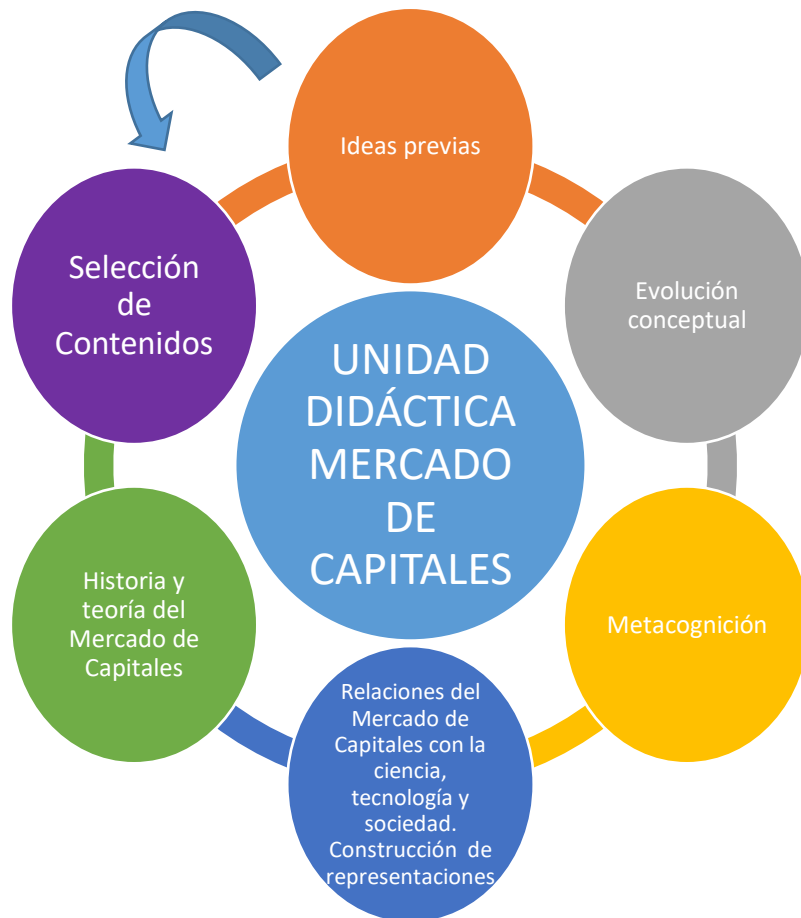 Ideas previas
Selección
de
Contenidos
Evolución
conceptual
UNIDAD
DIDÁCTICA
MERCADO
DE
CAPITALES
Historia y
teoría del
Mercado de
Capitales
Metacognición
Relaciones del
Mercado de
Capitales con la
ciencia,
tecnología y
sociedad.
Construcción de
representaciones